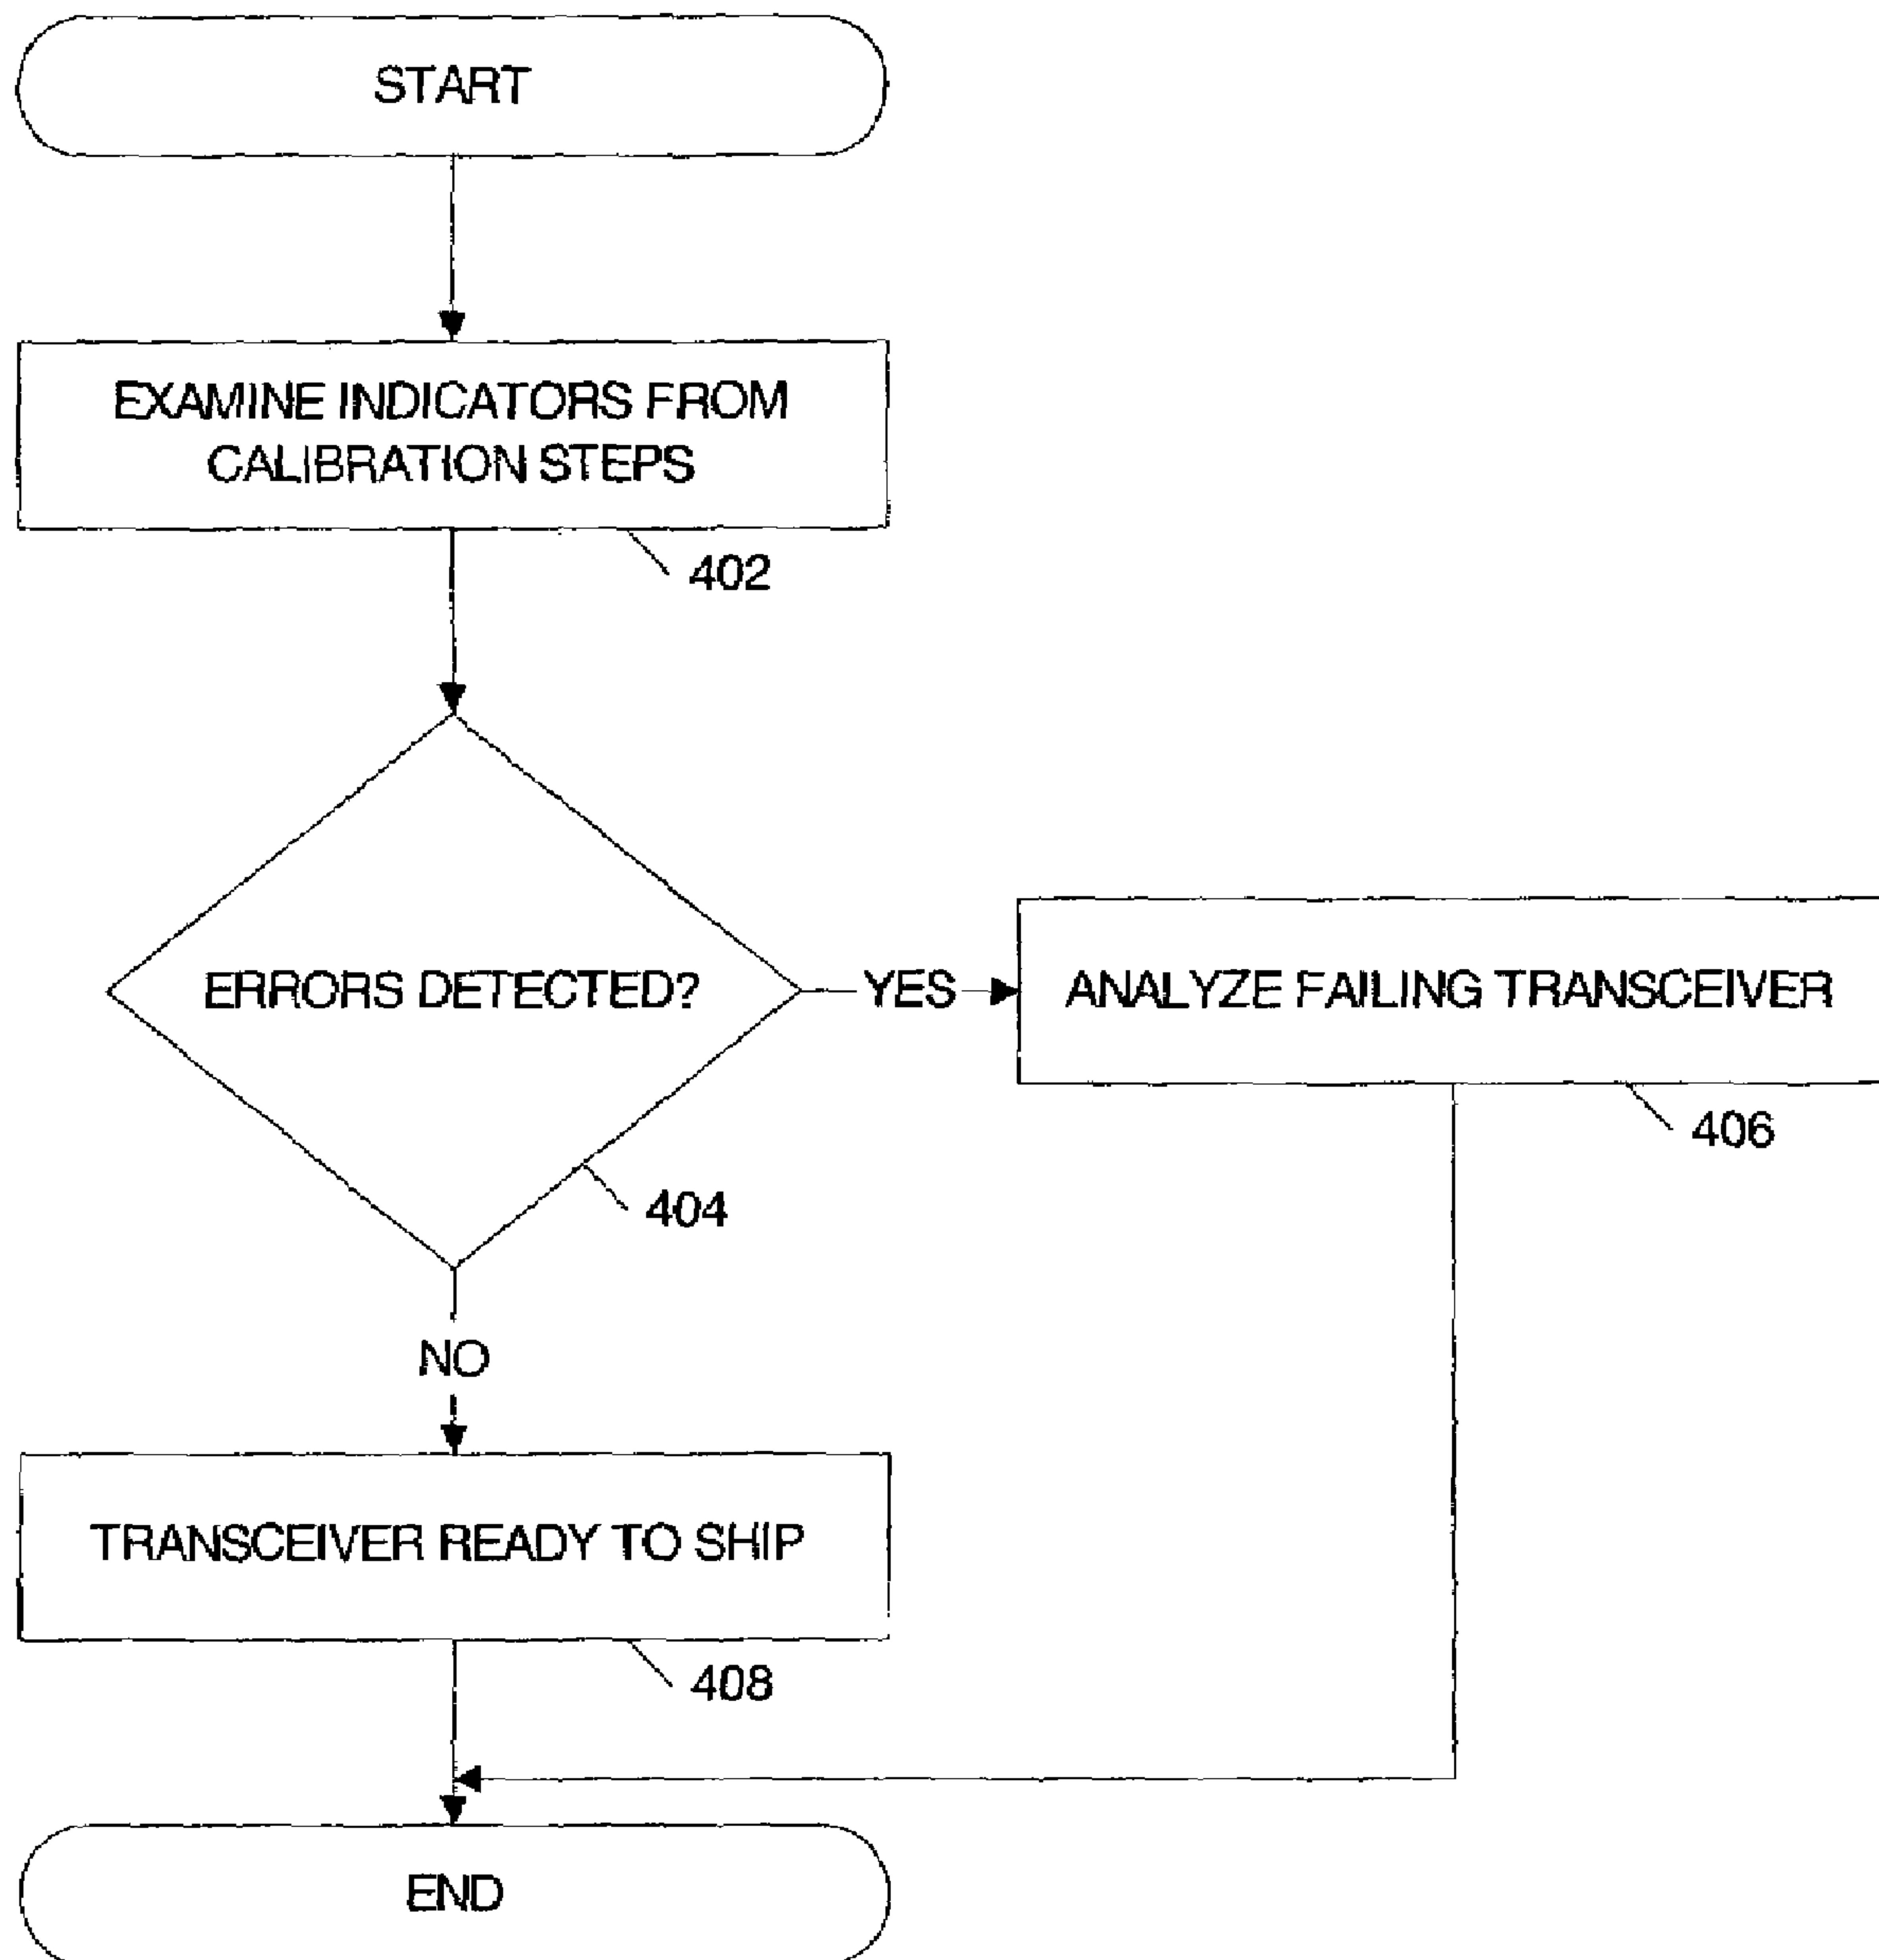 START
EXAMINE INDICATORS FROM
CALIBRATION STEPS
402
ERRORS DETECTED?
YES
ANALYZE FAILING TRANSCEIVER
406
404
NO
TRANSCEIVER READY TO SHIP
408
END